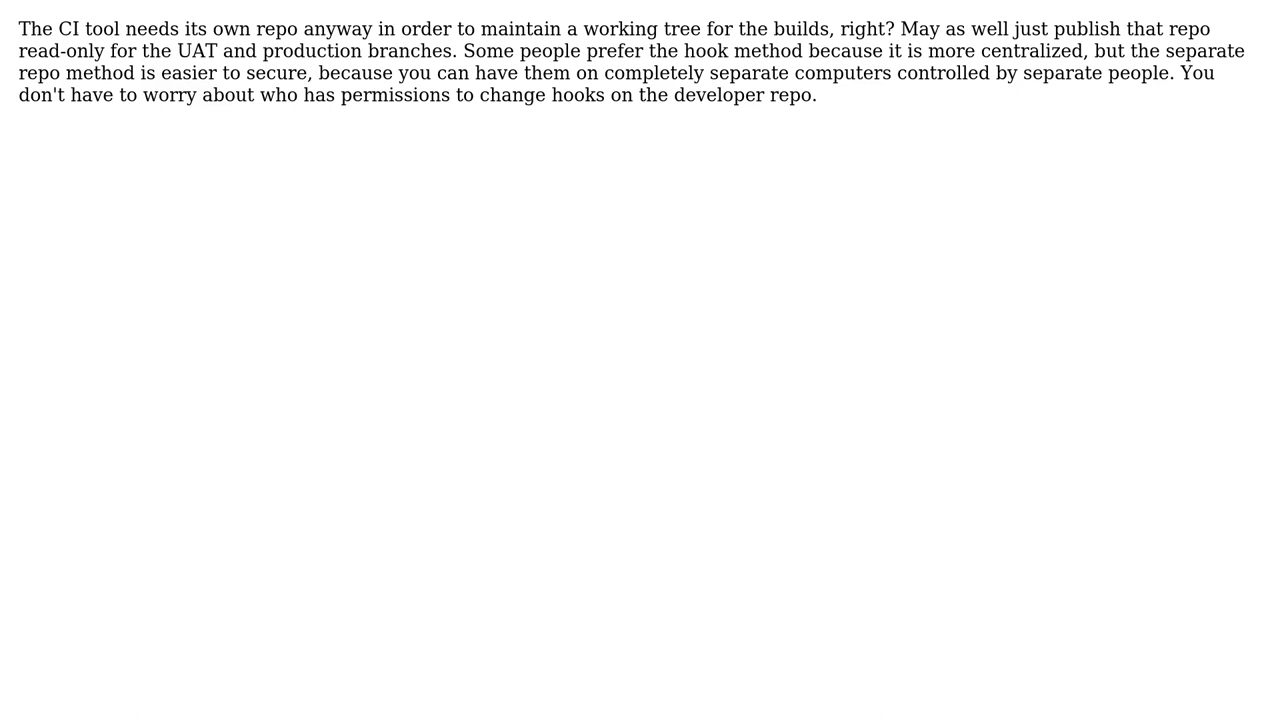 The CI tool needs its own repo anyway in order to maintain a working tree for the builds, right? May as well just publish that repo
read-only for the UAT and production branches. Some people prefer the hook method because it is more centralized, but the separate
repo method is easier to secure, because you can have them on completely separate computers controlled by separate people. You
don't have to worry about who has permissions to change hooks on the developer repo.